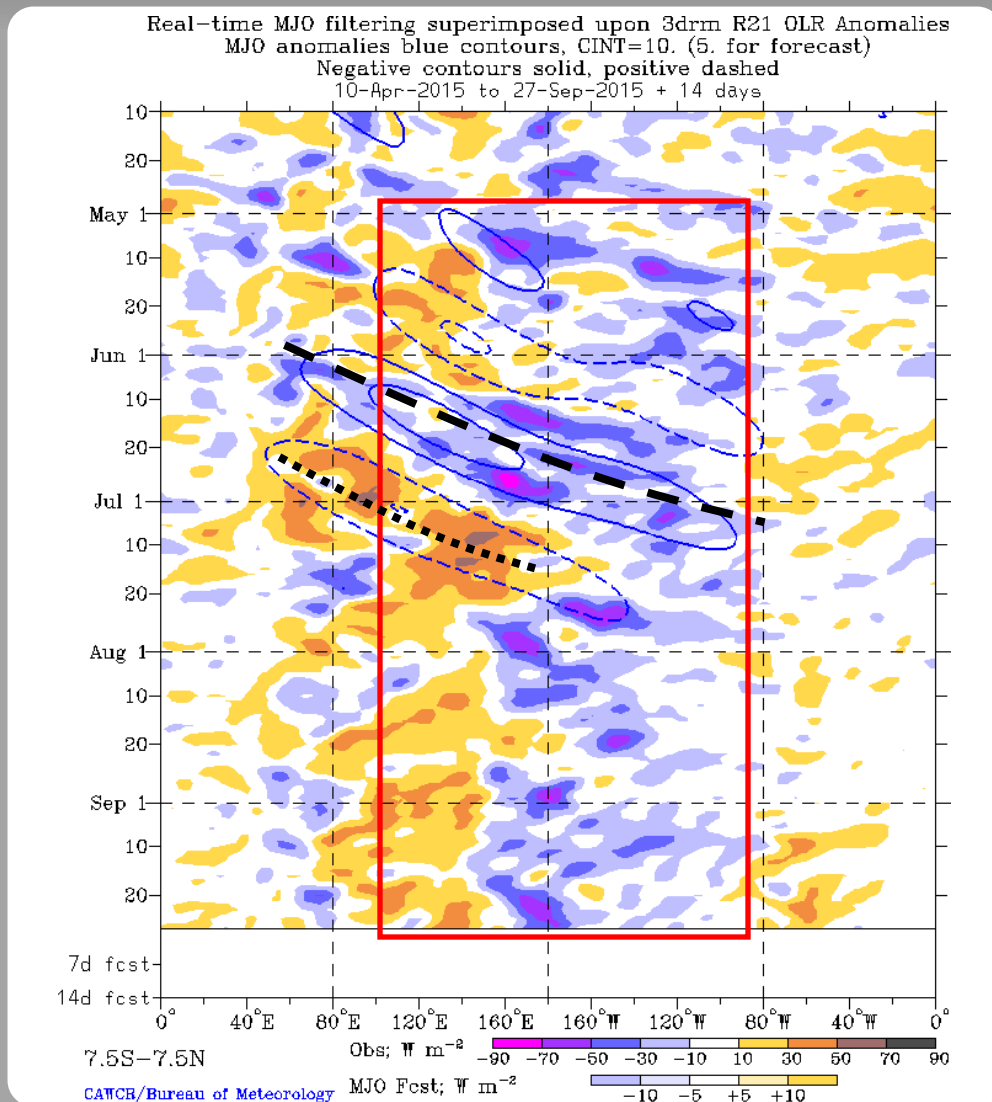 Real-time MJO filtering superimposed upon 3drm R21 OLR Anomalies
MJO anomalies blue contours, CINT=10. (5. for forecast)
Negative contours solid, positive dashed
10-Apr-2015 to 27-Sep-2015 + 14 days
10
20
May 1
10
20
Jun 1
10
20
Jul 1
10
20
Aug 1
10
20
Sep 1
10
20
7d fcst
14d fcst
0° 40°E 80°E 120°E 160°E 160°W 120°W 80°W 40°W 0°
7.5S-7.5N
Obs; W m⁻²
-90 -70 -50 -30 -10 10 30 50 70 90
CAWCR/Bureau of Meteorology
MJO Fcst; W m⁻²
-10 -5 +5 +10